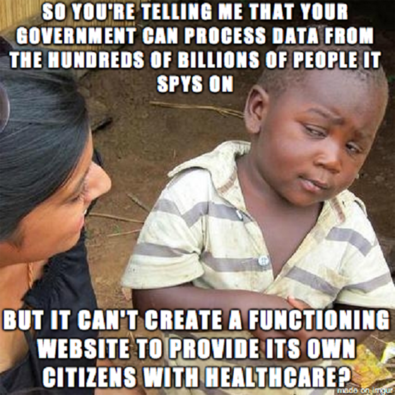 SO YOU'RE TELLING ME THAT YOUR
GOVERNMENT CAN PROCESS DATA FROM
THE HUNDREDS OF BILLIONS OF PEOPLE IT
SPYS ON
BUT IT CAN'T CREATE A FUNCTIONING
WEBSITE TO PROVIDE ITS OWN
CITIZENS WITH HEALTHCARE?
made on imgur